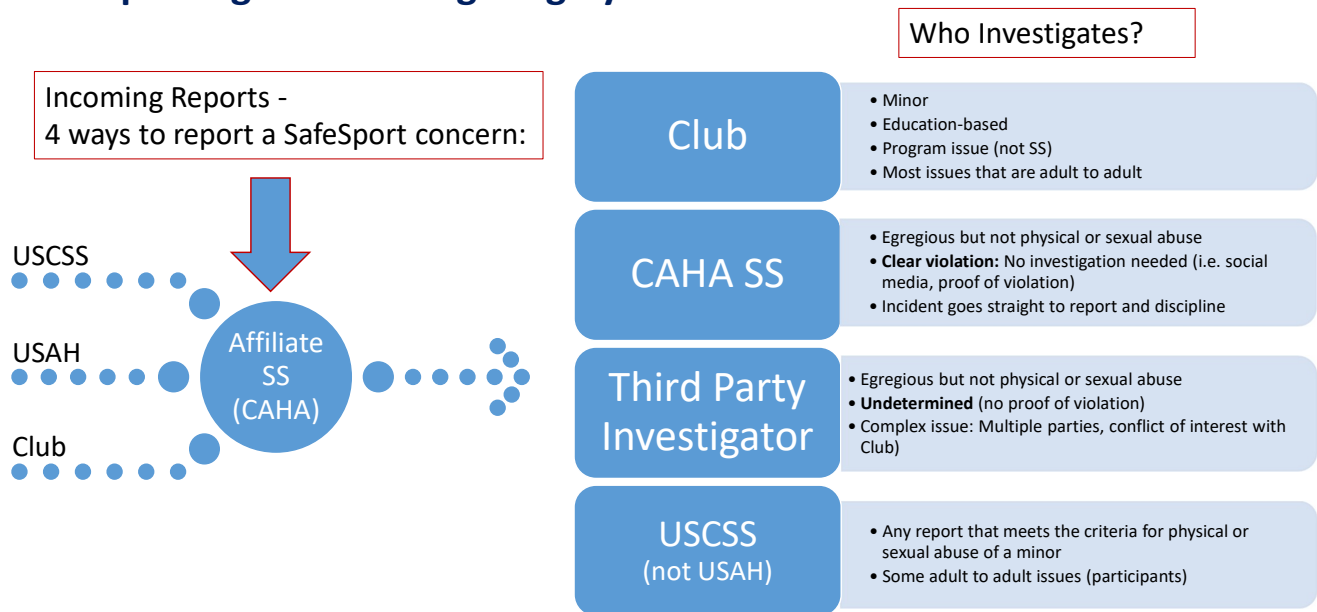 Who Investigates?
Incoming Reports -
4 ways to report a SafeSport concern:
USCSS
USAH
Club
Affiliate
SS
(CAHA)
Club
• Minor
• Education-based
• Program issue (not SS)
• Most issues that are adult to adult
CAHA SS
• Egregious but not physical or sexual abuse
• Clear violation: No investigation needed (i.e. social
media, proof of violation)
• Incident goes straight to report and discipline
Third Party
Investigator
• Egregious but not physical or sexual abuse
• Undetermined (no proof of violation)
• Complex issue: Multiple parties, conflict of interest with
Club)
USCSS
(not USAH)
• Any report that meets the criteria for physical or
sexual abuse of a minor
• Some adult to adult issues (participants)